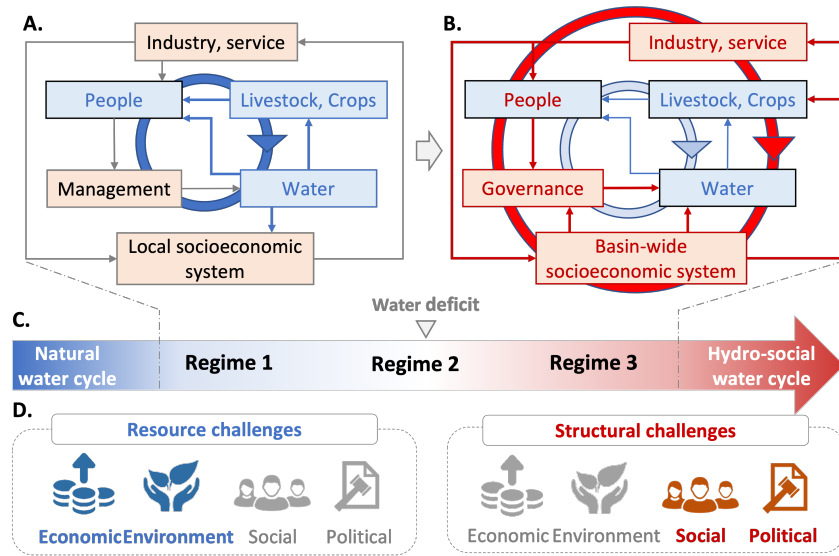 A.
Industry, service
People
Livestock, Crops
Management
Water
Local socioeconomic
system
B.
Industry, service
People
Livestock, Crops
Governance
Water
Basin-wide
socioeconomic system
C.
Water deficit
Natural
water cycle
Regime 1
Regime 2
Regime 3
Hydro-social
water cycle
D.
Resource challenges
Economic
Environment
Social
Political
Structural challenges
Economic
Environment
Social
Political